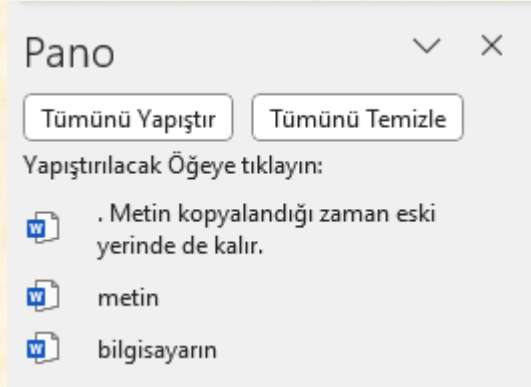 Pano
Tümünü Yapıştır Tümünü Temizle
Yapıştırılacak Öğeye tıklayın:
. Metin kopyalandığı zaman eski
yerinde de kalır.
metin
bilgisayarın